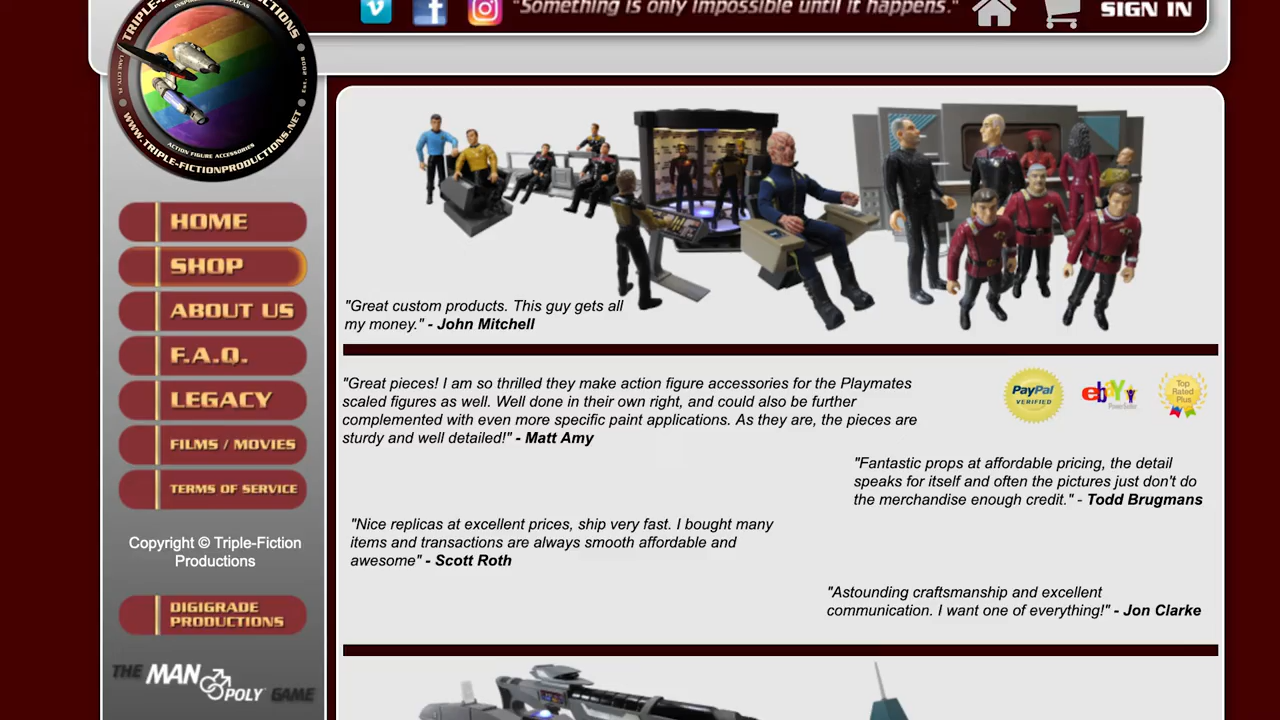 "Something is only impossible until it happens."
SIGN IN
WWW.TRIPLE-FICTIONPRODUCTIONS.NET
ACTION FIGURE ACCESSORIES
HOME
SHOP
ABOUT US
F.A.Q.
LEGACY
FILMS / MOVIES
TERMS OF SERVICE
Copyright © Triple-Fiction
Productions
DIGIGRADE
PRODUCTIONS
THE MAN
POLY GAME
"Great custom products. This guy gets all
my money." - John Mitchell
"Great pieces! I am so thrilled they make action figure accessories for the Playmates
scaled figures as well. Well done in their own right, and could also be further
complemented with even more specific paint applications. As they are, the pieces are
sturdy and well detailed!" - Matt Amy
PayPal
VERIFIED
ebay
Top
Rated
Plus
"Fantastic props at affordable pricing, the detail
speaks for itself and often the pictures just don't do
the merchandise enough credit." - Todd Brugmans
"Nice replicas at excellent prices, ship very fast. I bought many
items and transactions are always smooth affordable and
awesome" - Scott Roth
"Astounding craftsmanship and excellent
communication. I want one of everything!" - Jon Clarke